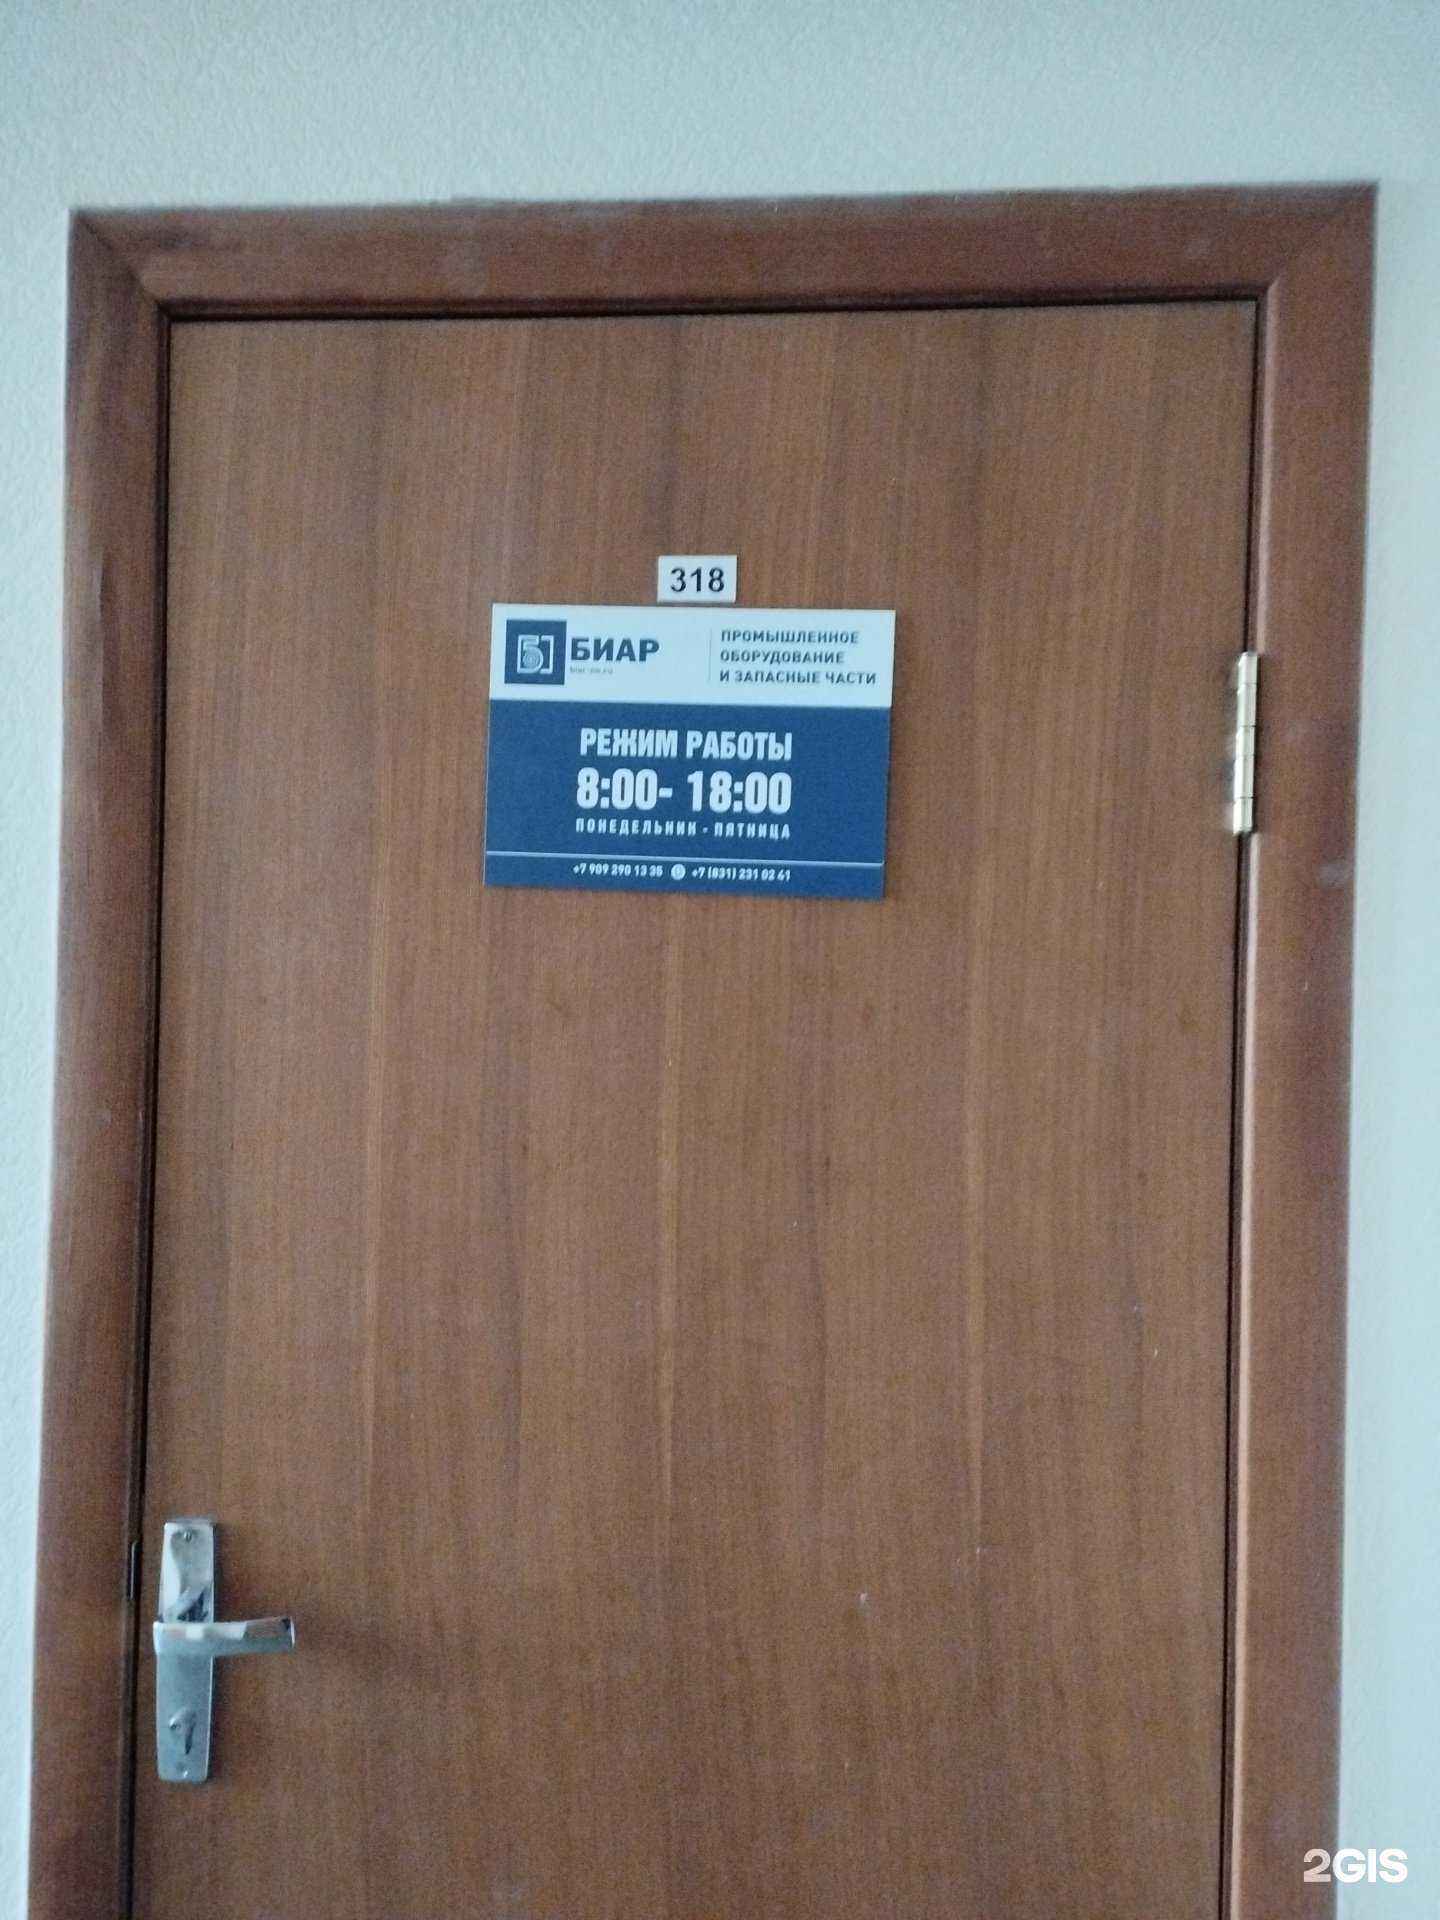 318
БИАР
ПРОМЫШЛЕННОЕ
ОБОРУДОВАНИЕ
И ЗАПАСНЫЕ ЧАСТИ
РЕЖИМ РАБОТЫ
8:00- 18:00
ПОНЕДЕЛЬНИК - ПЯТНИЦА
+7 909 290 13 35 +7 (831) 231 02 61
2GIS